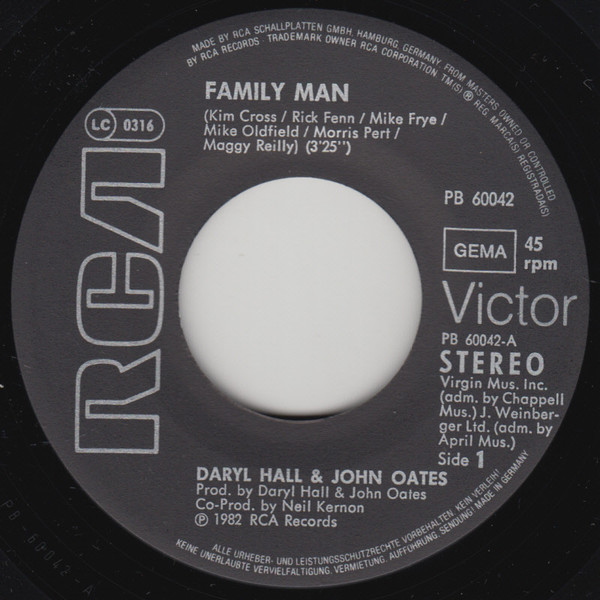 MADE BY RCA SCHALLPLATTEN GMBH, HAMBURG, GERMANY, FROM MASTERS OWNED OR CONTROLLED
BY RCA RECORDS · TRADEMARK OWNER RCA CORPORATION TM(S) ® REG. MARCA(S) REGISTRADA(S)
FAMILY MAN
(Kim Cross / Rick Fenn / Mike Frye /
Mike Oldfield / Morris Pert /
Maggy Reilly) (3'25")
LC 0316
RCA
PB 60042
GEMA
45
rpm
Victor
PB 60042-A
STEREO
Virgin Mus. Inc.
(adm. by Chappell
Mus.) J. Weinber-
ger Ltd. (adm. by
April Mus.)
Side 1
DARYL HALL & JOHN OATES
Prod. by Daryl Hall & John Oates
Co-Prod. by Neil Kernon
℗ 1982 RCA Records
ALLE URHEBER- UND LEISTUNGSSCHUTZRECHTE VORBEHALTEN. KEIN VERLEIH!
KEINE UNERLAUBTE VERVIELFÄLTIGUNG, VERMIETUNG, AUFFÜHRUNG, SENDUNG! MADE IN GERMANY
PB 60042-A